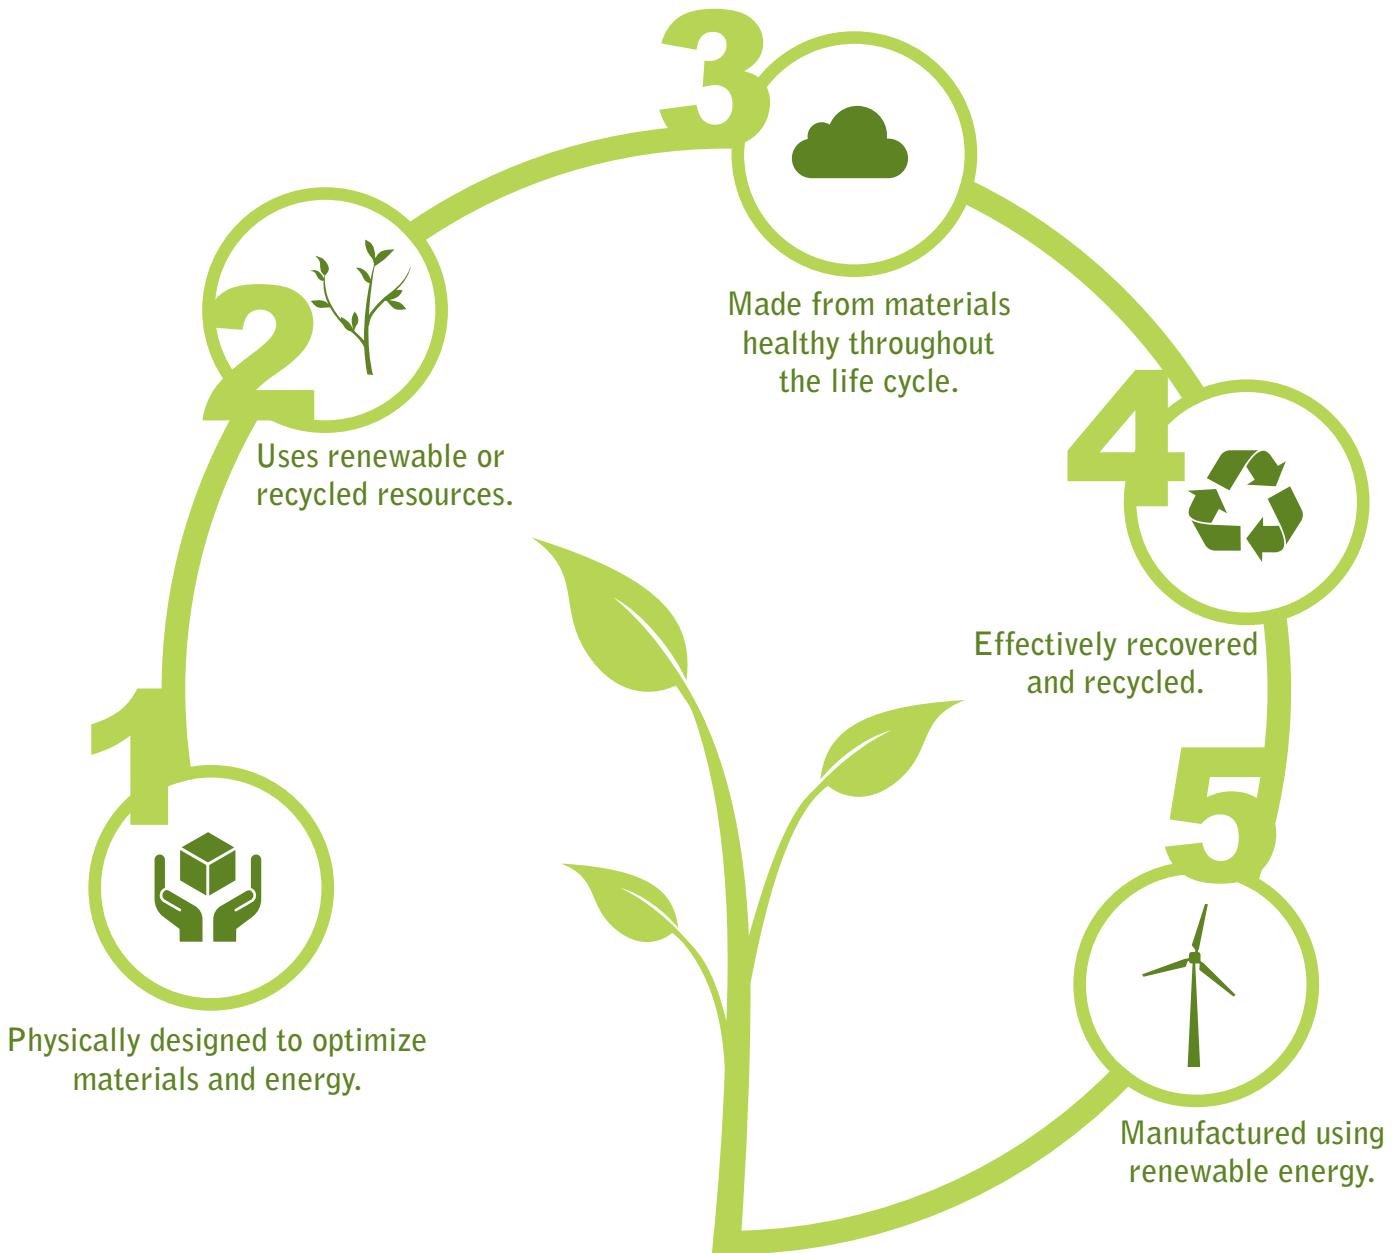 1
Physically designed to optimize
materials and energy.
2
Uses renewable or
recycled resources.
3
Made from materials
healthy throughout
the life cycle.
4
Effectively recovered
and recycled.
5
Manufactured using
renewable energy.